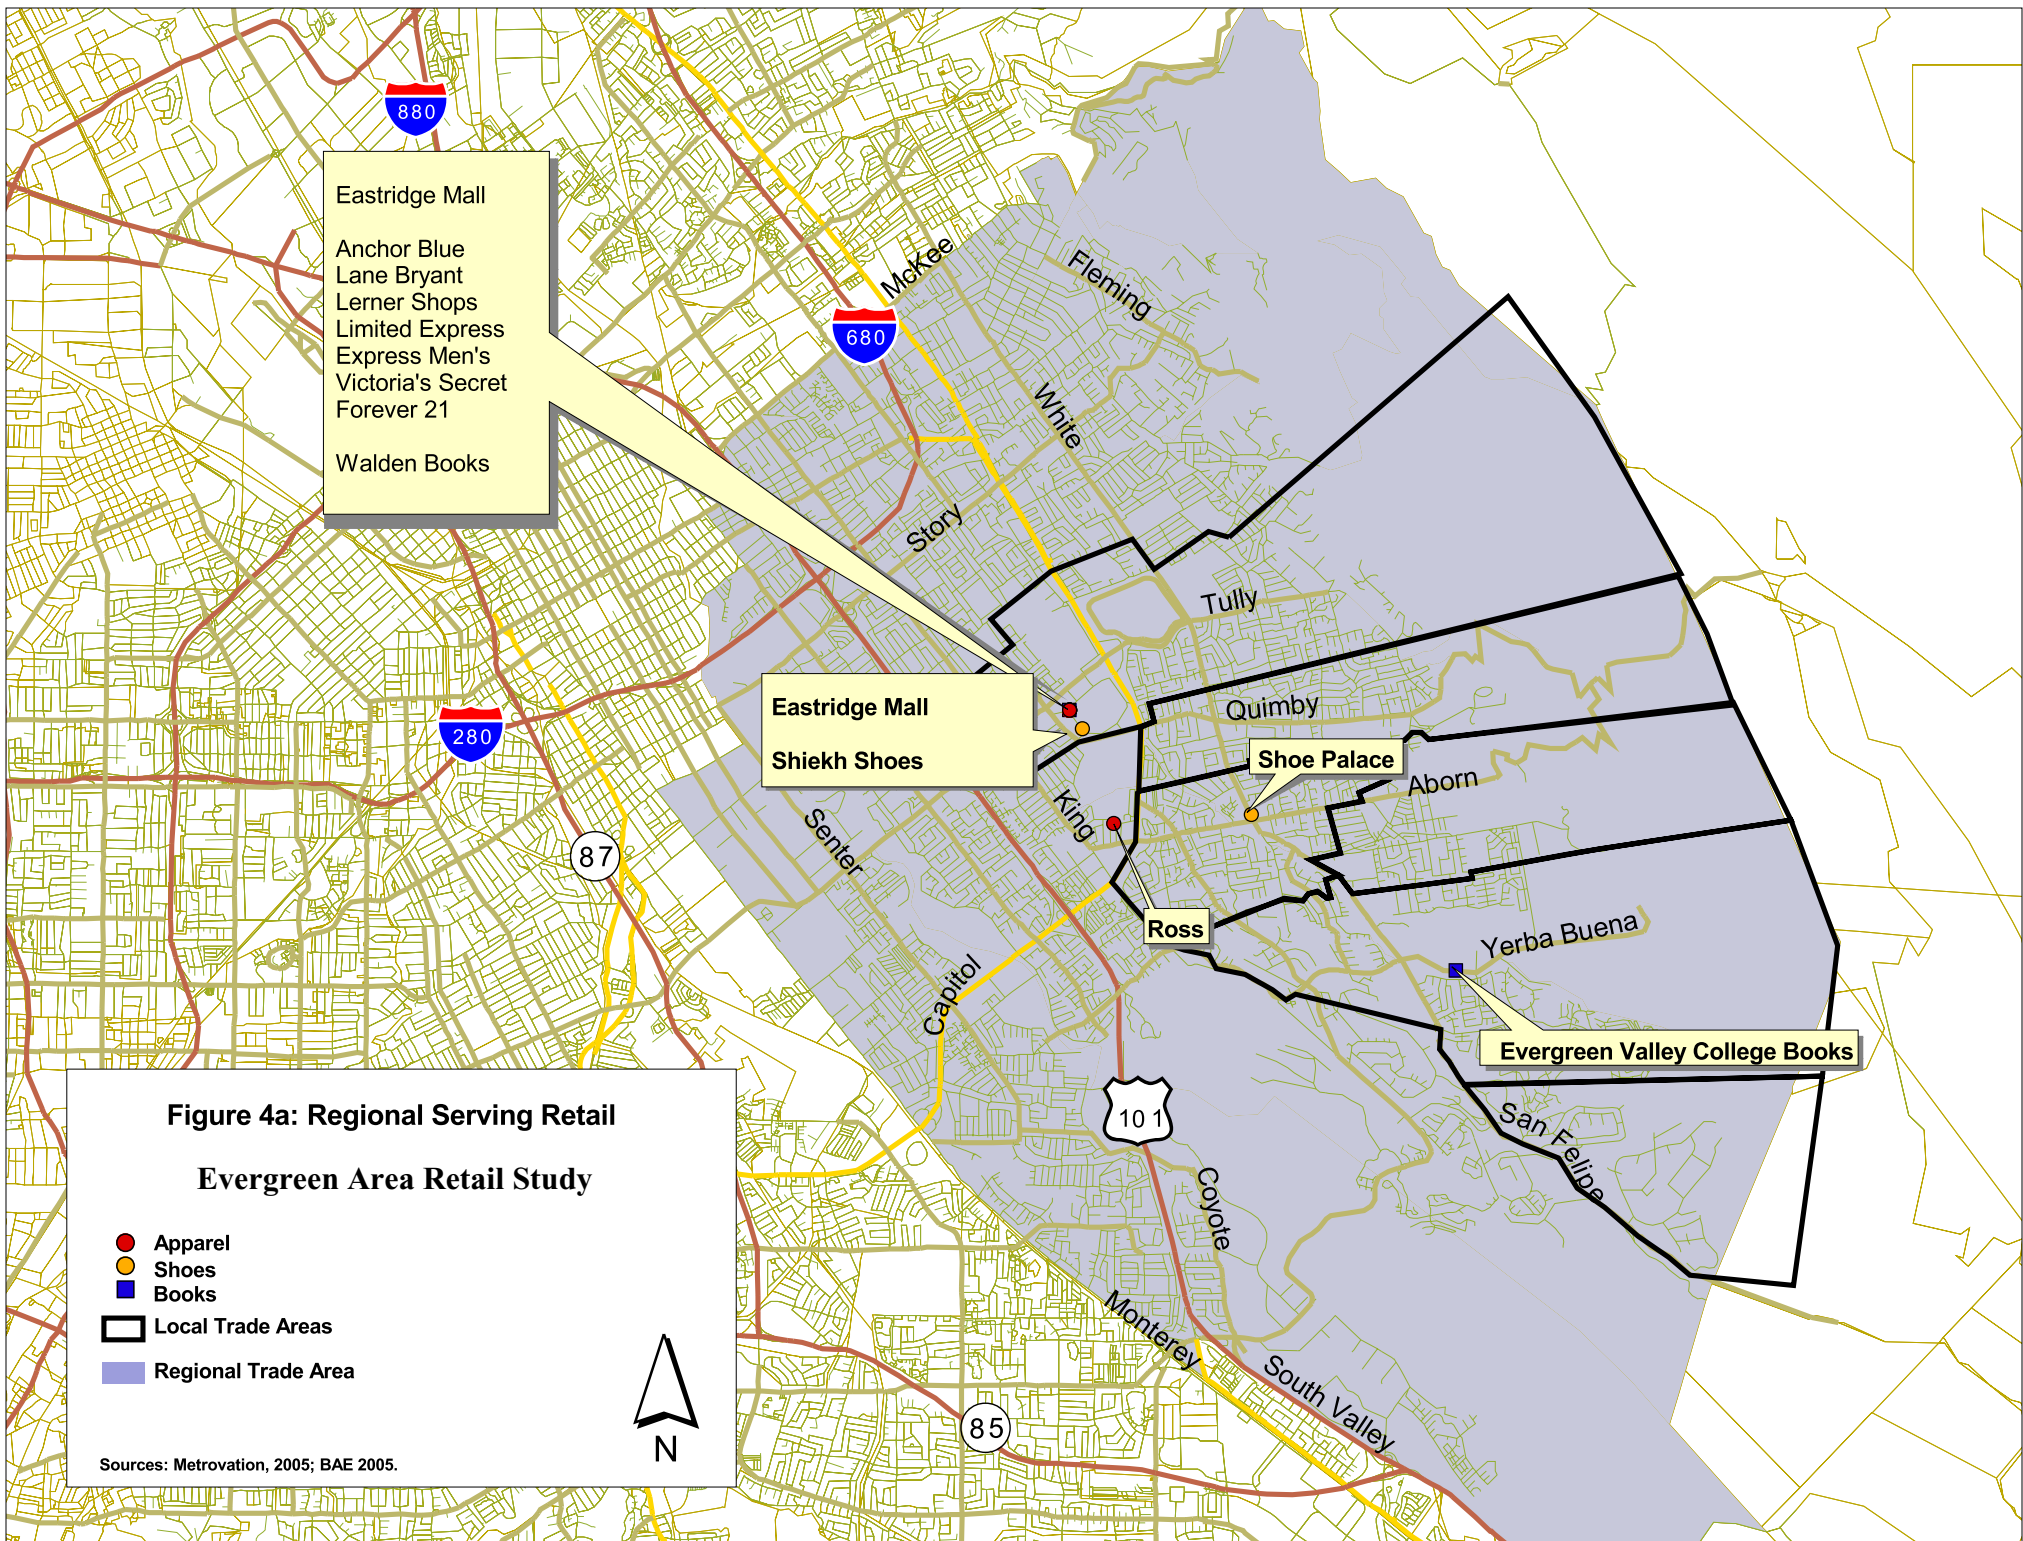 880
Eastridge Mall
Anchor Blue
Lane Bryant
Lerner Shops
Limited Express
Express Men's
Victoria's Secret
Forever 21
Walden Books
McKee
Fleming
680
White
Story
Tully
Eastridge Mall
Shiekh Shoes
Quimby
280
Shoe Palace
Aborn
King
Senter
87
Ross
Yerba Buena
Capitol
Evergreen Valley College Books
101
San Felipe
Coyote
Monterey
South Valley
85
Figure 4a: Regional Serving Retail
Evergreen Area Retail Study
Apparel
Shoes
Books
Local Trade Areas
Regional Trade Area
N
Sources: Metrovation, 2005; BAE 2005.